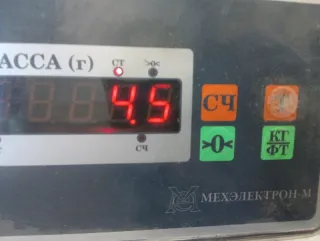 АССА (г)
СТ >0<
4.5
СЧ
СЧ
>0<
КГ
ФТ
МЕХЭЛЕКТРОН-М